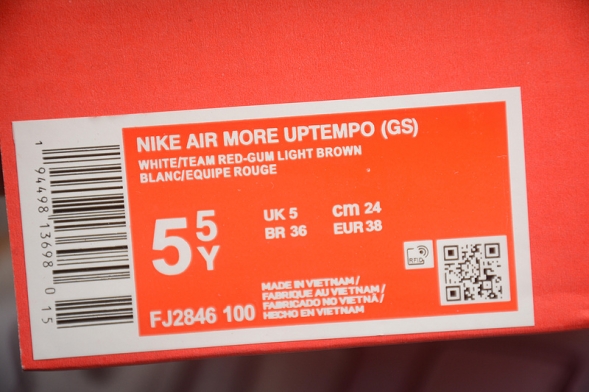 NIKE AIR MORE UPTEMPO (GS)
WHITE/TEAM RED-GUM LIGHT BROWN
BLANC/EQUIPE ROUGE
5 5 Y
UK 5 cm 24
BR 36 EUR 38
RFID
MADE IN VIETNAM/
FABRIQUE AU VIETNAM/
FABRICADO NO VIETNÃ/
HECHO EN VIETNAM
FJ2846 100
1 94498 13698 0 15